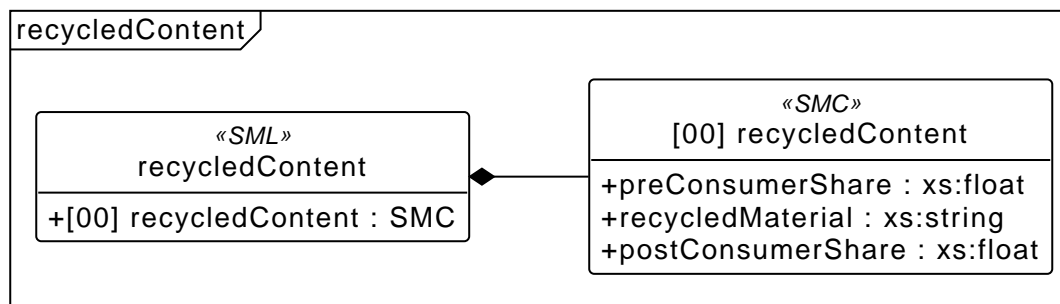 recycledContent
«SML»
recycledContent
+[00] recycledContent : SMC
«SMC»
[00] recycledContent
+preConsumerShare : xs:float
+recycledMaterial : xs:string
+postConsumerShare : xs:float